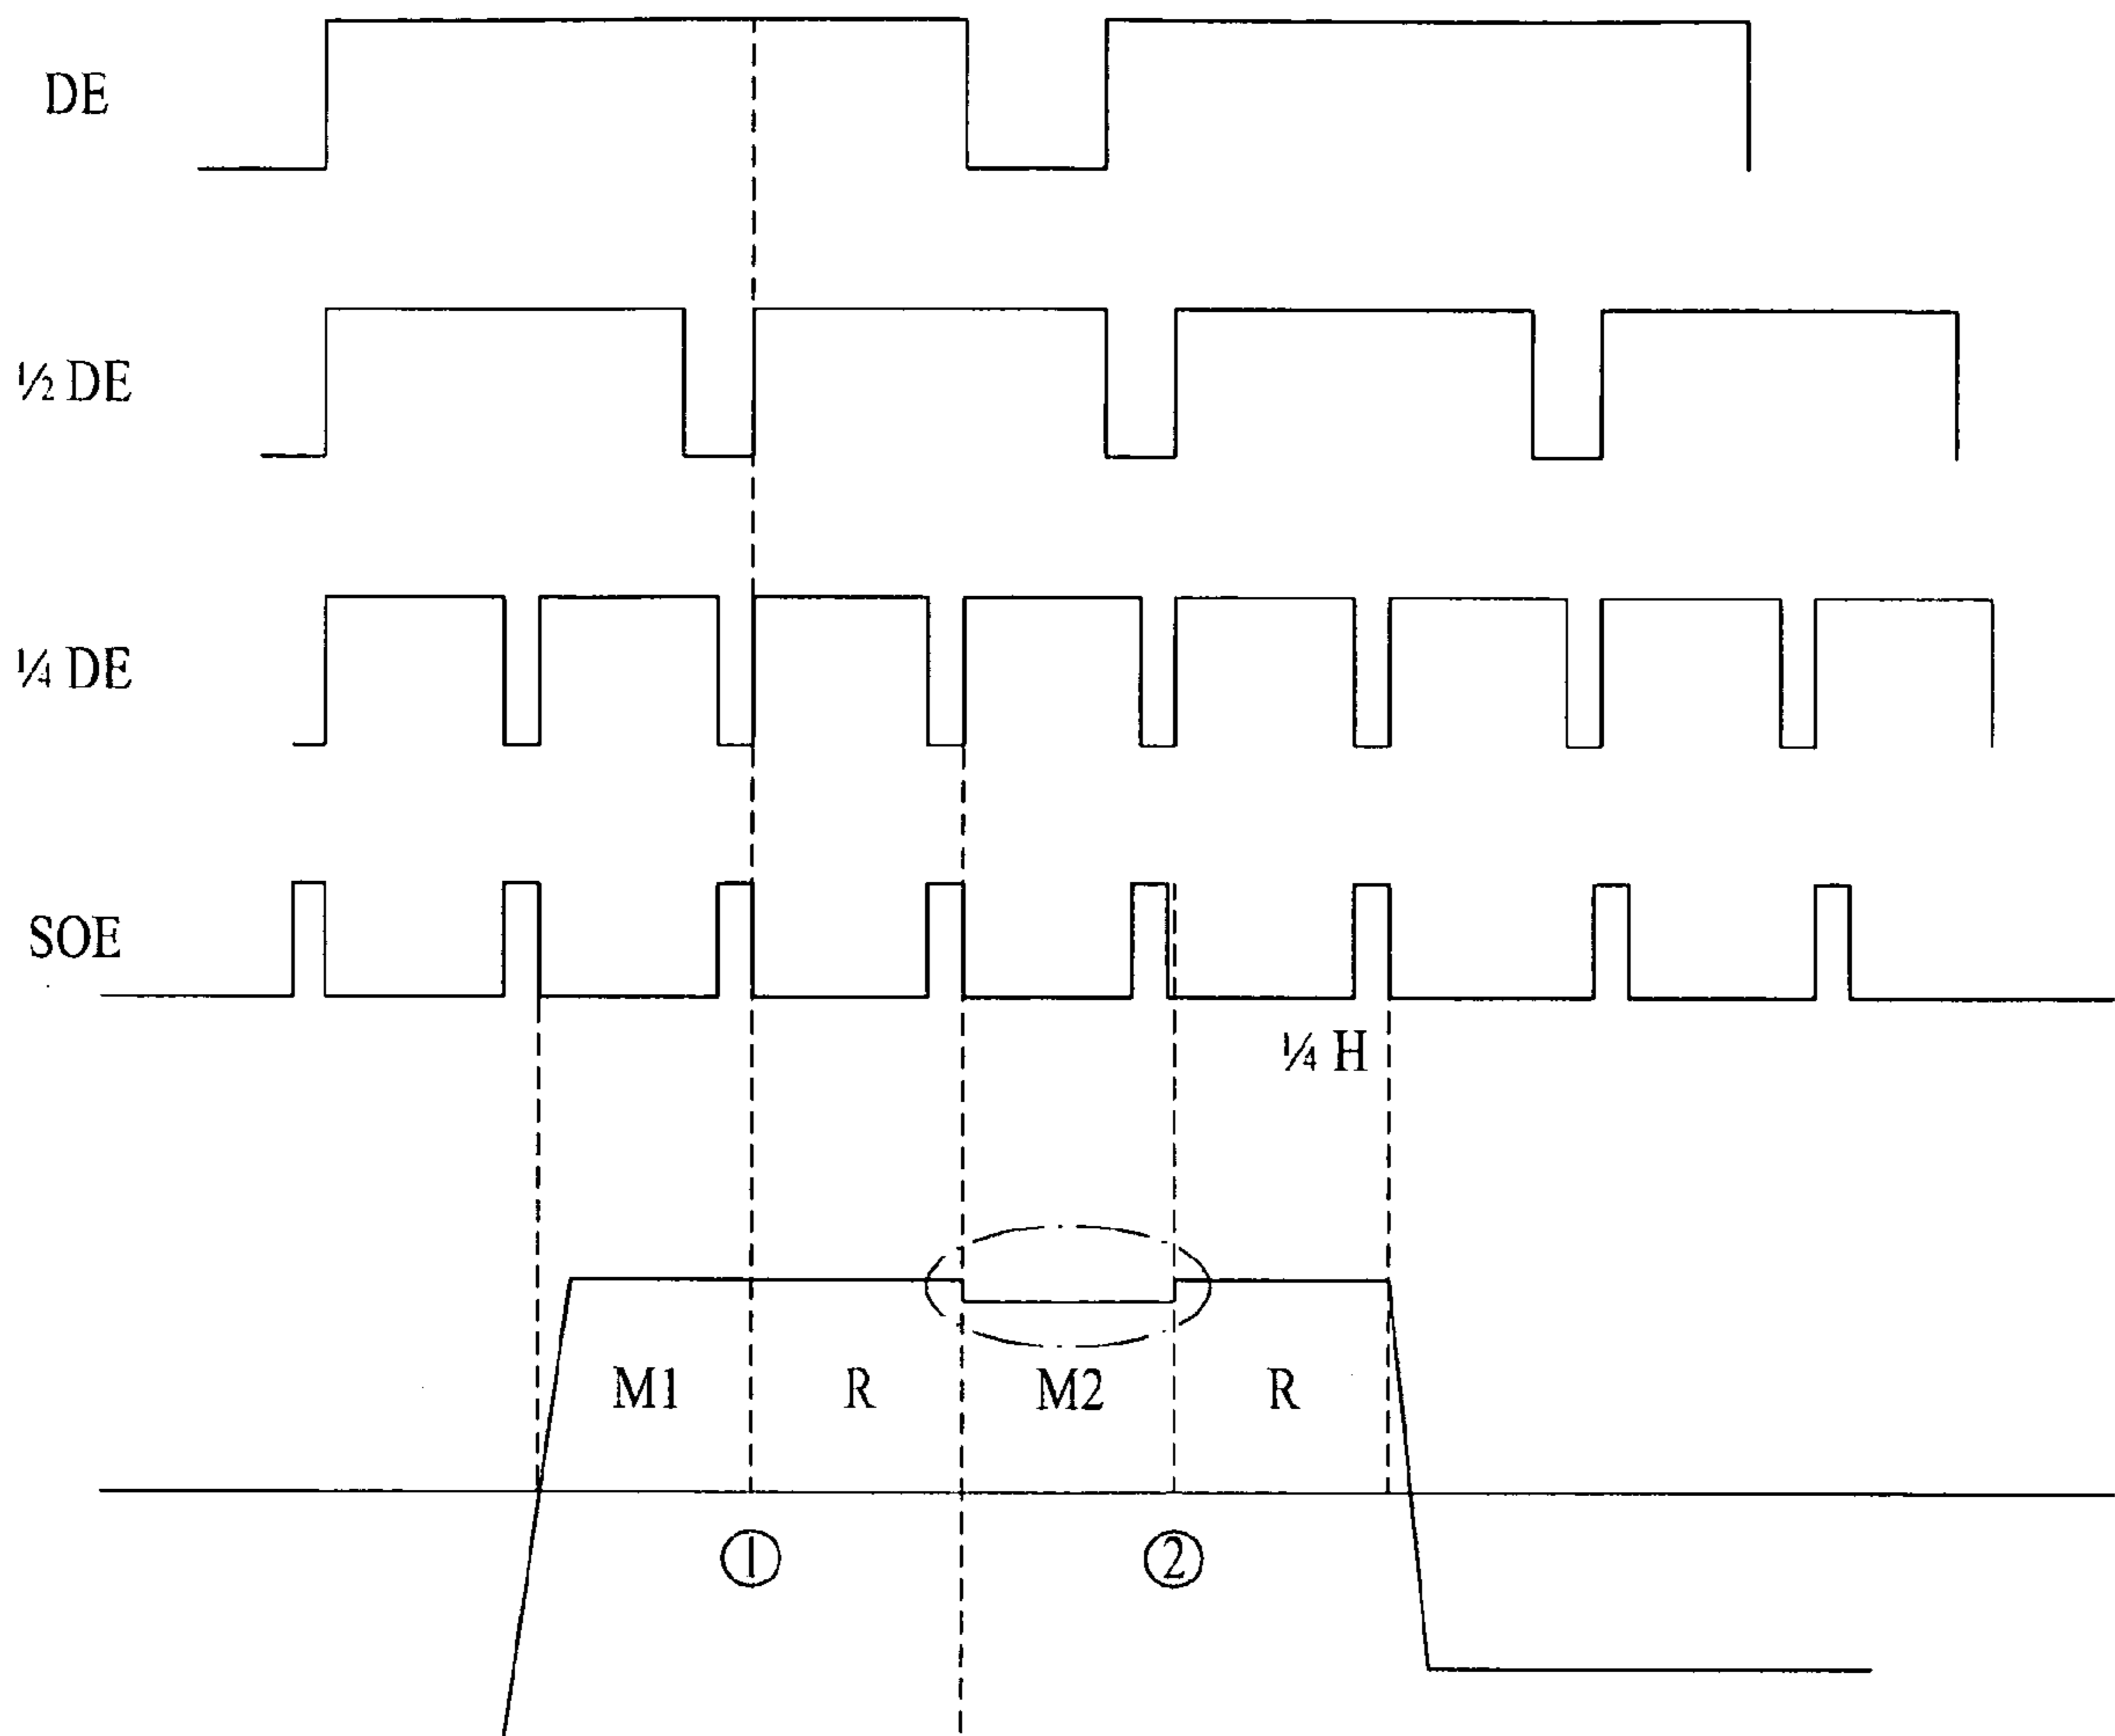 DE
½ DE
¼ DE
SOE
¼ H
M1 R M2 R
① ②